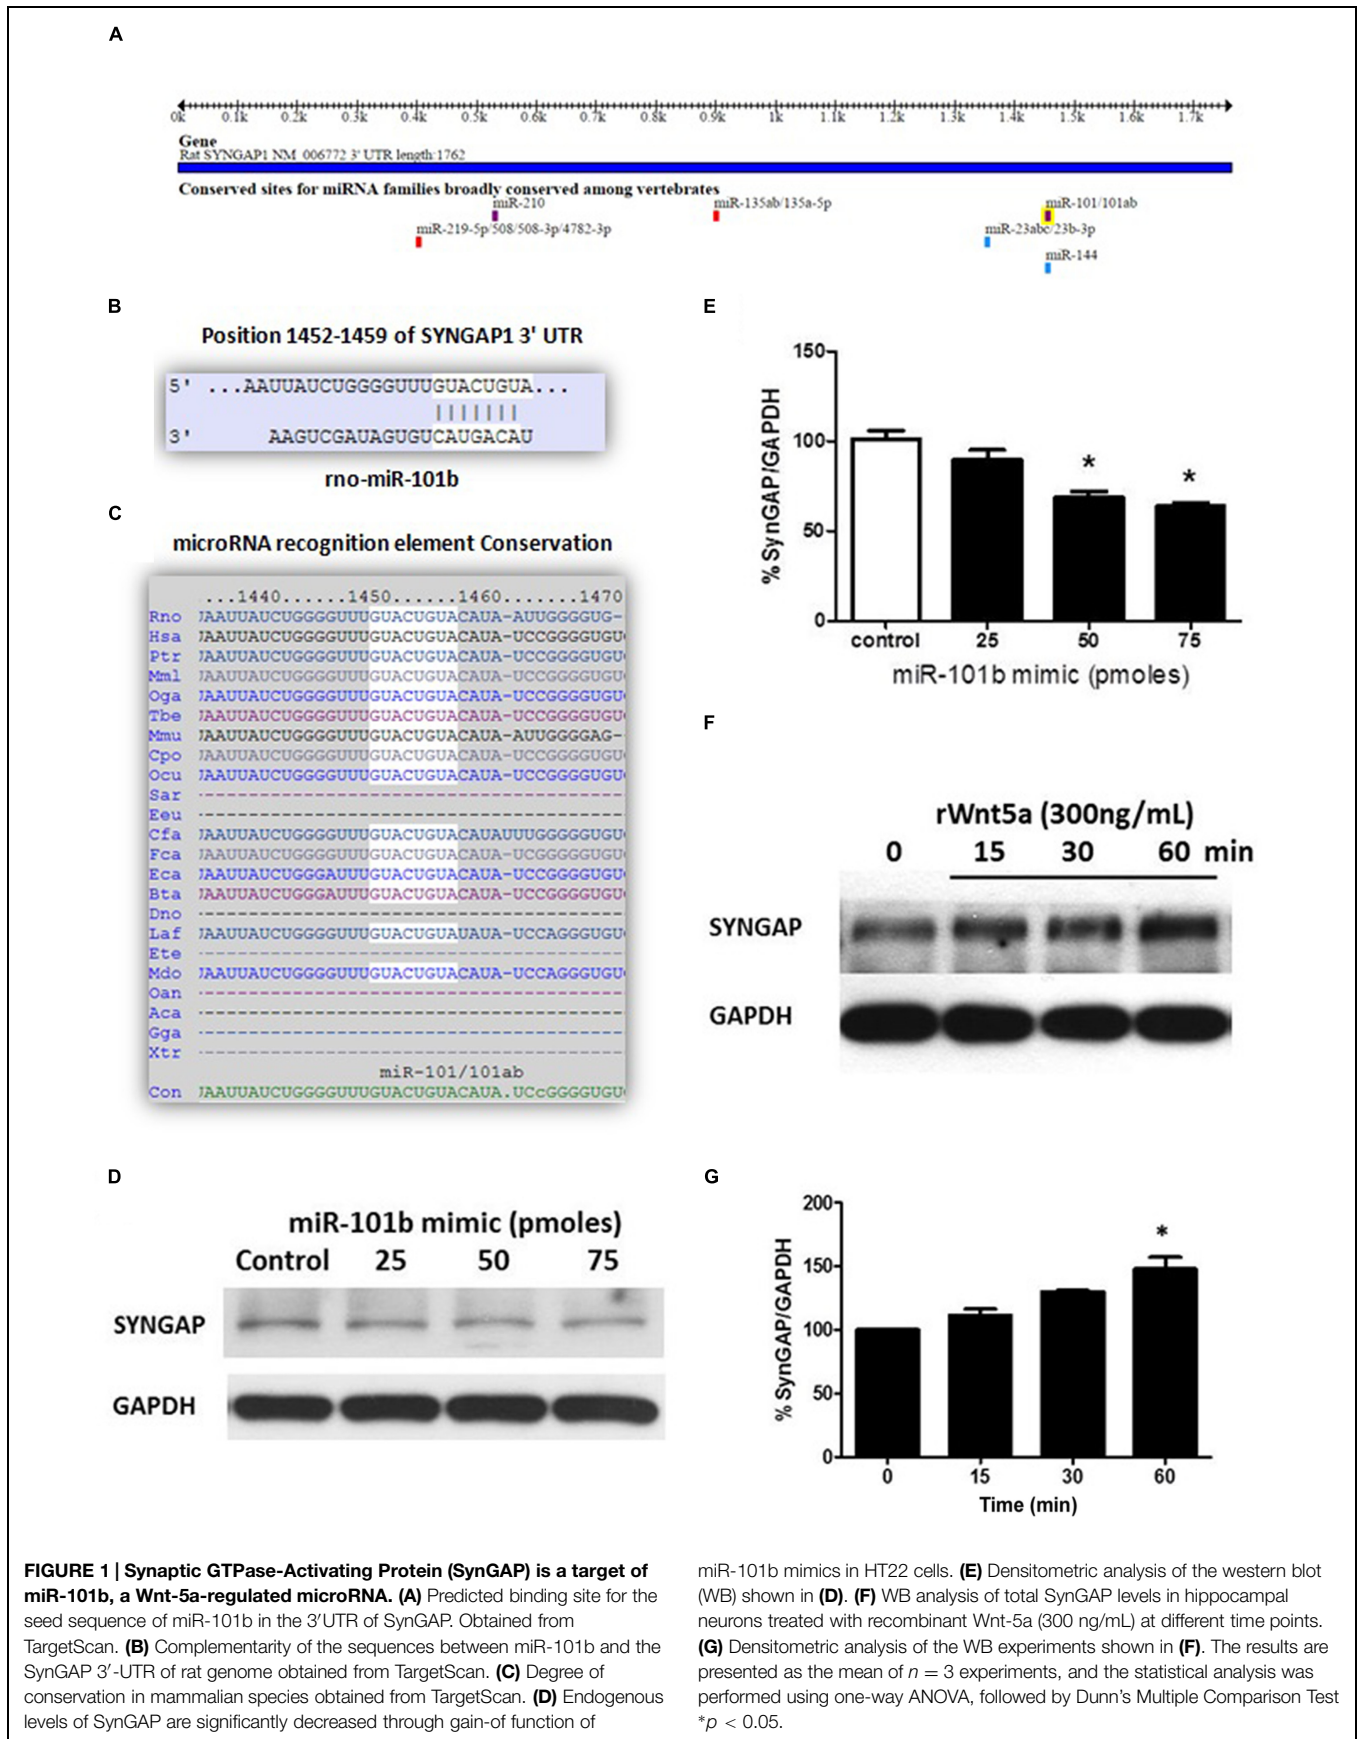 A
0k 0.1k 0.2k 0.3k 0.4k 0.5k 0.6k 0.7k 0.8k 0.9k 1k 1.1k 1.2k 1.3k 1.4k 1.5k 1.6k 1.7k
Gene
Rat SYNGAP1 NM_006772 3' UTR length:1762
Conserved sites for miRNA families broadly conserved among vertebrates
miR-210 miR-135ab/135a-5p miR-101/101ab
miR-219-5p/508/508-3p/4782-3p miR-23abc/23b-3p
miR-144
B
Position 1452-1459 of SYNGAP1 3' UTR
5' ...AAUUAUCUGGGGUUUGUACUGUA...
3' AAGUCGAUAGUGUCAUGACAU
rno-miR-101b
C
microRNA recognition element Conservation
...1440......1450......1460.......1470
Rno UAAUUAUCUGGGGUUUGUACUGUACAUA-AUUGGGGUG-
Hsa UAAUUAUCUGGGGUUUGUACUGUACAUA-UCCGGGGUGU
Ptr UAAUUAUCUGGGGUUUGUACUGUACAUA-UCCGGGGUGU
Mml UAAUUAUCUGGGGUUUGUACUGUACAUA-UCCGGGGUGU
Oga UAAUUAUCUGGGGUUUGUACUGUACAUA-UCCGGGGUGU
Tbe UAAUUAUCUGGGGUUUGUACUGUACAUA-UCCGGGGUGU
Mmu UAAUUAUCUGGGGUUUGUACUGUACAUA-AUUGGGGAG-
Cpo UAAUUAUCUGGGGUUUGUACUGUACAUA-UCCGGGGUGU
Ocu UAAUUAUCUGGGGUUUGUACUGUACAUA-UCCGGGGUGU
Sar ---------------------------------------
Eeu ---------------------------------------
Cfa UAAUUAUCUGGGGUUUGUACUGUACAUAUUUGGGGGUGU
Fca UAAUUAUCUGGGGUUUGUACUGUACAUA-UCGGGGGUGU
Eca UAAUUAUCUGGGAUUUGUACUGUACAUA-UCCGGGGUGU
Bta UAAUUAUCUGGGAUUUGUACUGUACAUA-UCCGGGGUGU
Dno ---------------------------------------
Laf UAAUUAUCUGGGGUUUGUACUGUAUAUA-UCCAGGGUGU
Ete ---------------------------------------
Mdo UAAUUAUCUGGGGUUUGUACUGUACAUA-UCCAGGGUGU
Oan ---------------------------------------
Aca ---------------------------------------
Gga ---------------------------------------
Xtr ---------------------------------------
miR-101/101ab
Con UAAUUAUCUGGGGUUUGUACUGUACAUA.UCcGGGGUGU
D
miR-101b mimic (pmoles)
Control 25 50 75
SYNGAP
GAPDH
E
% SynGAP/GAPDH
150
100
50
0
* *
control 25 50 75
miR-101b mimic (pmoles)
F
rWnt5a (300ng/mL)
0 15 30 60 min
SYNGAP
GAPDH
G
% SynGAP/GAPDH
200
150
100
50
0
*
0 15 30 60
Time (min)
FIGURE 1 | Synaptic GTPase-Activating Protein (SynGAP) is a target of
miR-101b, a Wnt-5a-regulated microRNA. (A) Predicted binding site for the
seed sequence of miR-101b in the 3′UTR of SynGAP. Obtained from
TargetScan. (B) Complementarity of the sequences between miR-101b and the
SynGAP 3′-UTR of rat genome obtained from TargetScan. (C) Degree of
conservation in mammalian species obtained from TargetScan. (D) Endogenous
levels of SynGAP are significantly decreased through gain-of function of
miR-101b mimics in HT22 cells. (E) Densitometric analysis of the western blot
(WB) shown in (D). (F) WB analysis of total SynGAP levels in hippocampal
neurons treated with recombinant Wnt-5a (300 ng/mL) at different time points.
(G) Densitometric analysis of the WB experiments shown in (F). The results are
presented as the mean of n = 3 experiments, and the statistical analysis was
performed using one-way ANOVA, followed by Dunn's Multiple Comparison Test
*p < 0.05.